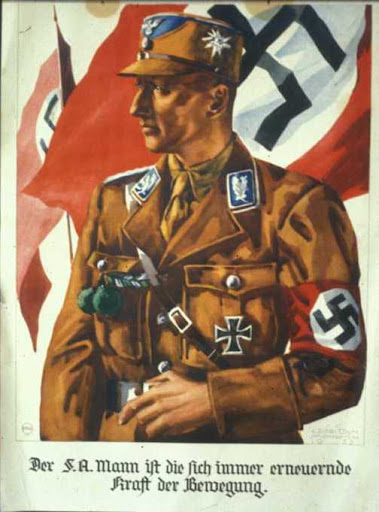 Der S.A. Mann ist die sich immer erneuernde
Kraft der Bewegung.